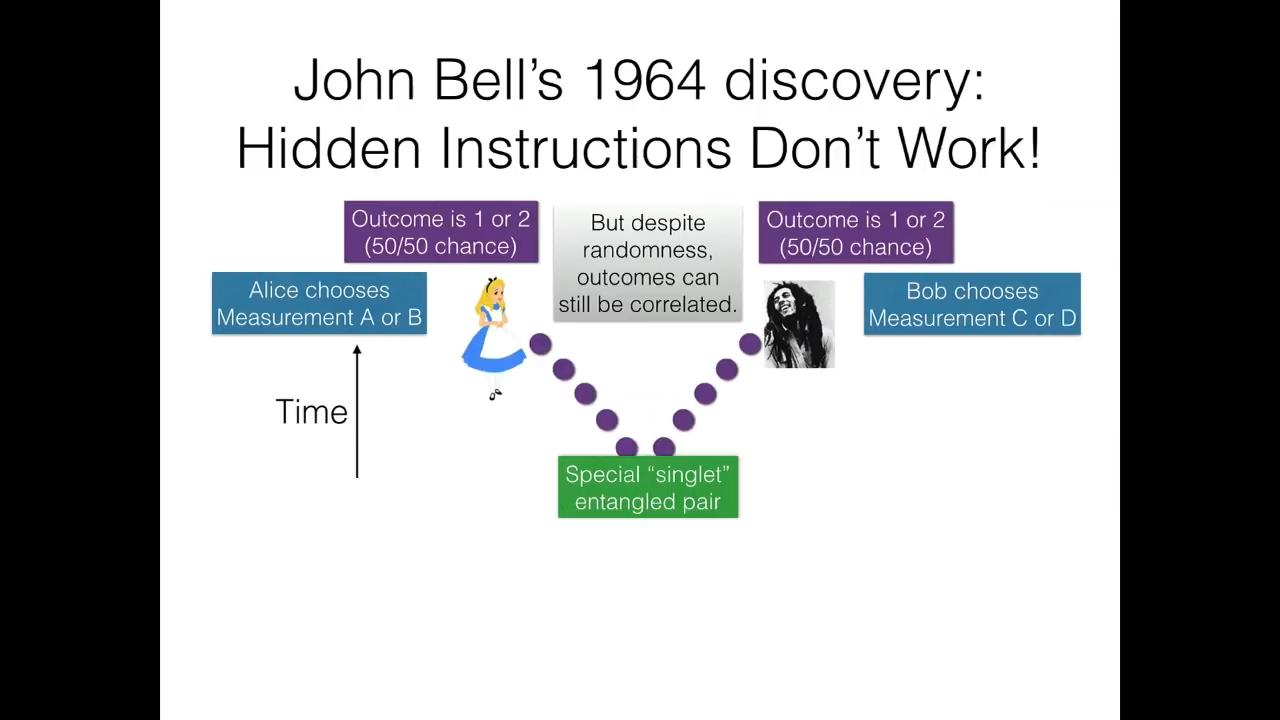 John Bell’s 1964 discovery:
Hidden Instructions Don’t Work!
Outcome is 1 or 2
(50/50 chance)
But despite
randomness,
outcomes can
still be correlated.
Outcome is 1 or 2
(50/50 chance)
Alice chooses
Measurement A or B
Bob chooses
Measurement C or D
Time
Special “singlet”
entangled pair